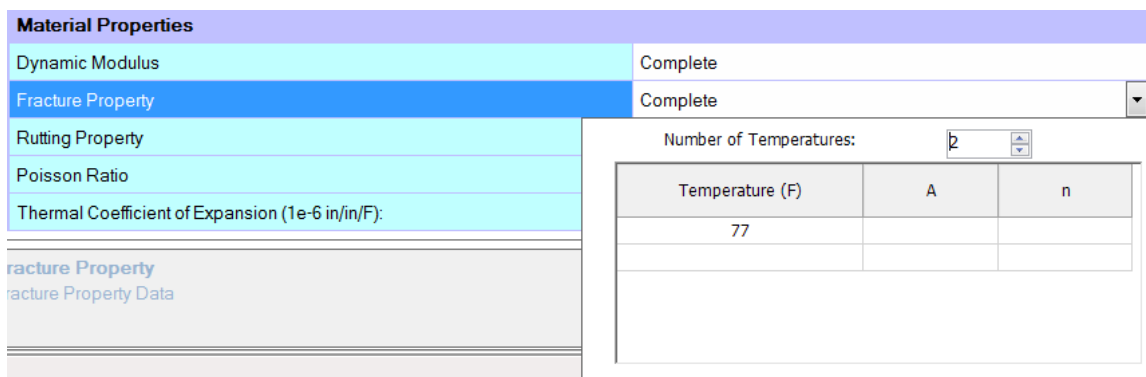 Material Properties
Dynamic Modulus Complete
Fracture Property Complete
Rutting Property
Number of Temperatures: 2
Poisson Ratio
Temperature (F) A n
Thermal Coefficient of Expansion (1e-6 in/in/F):
77
racture Property
racture Property Data